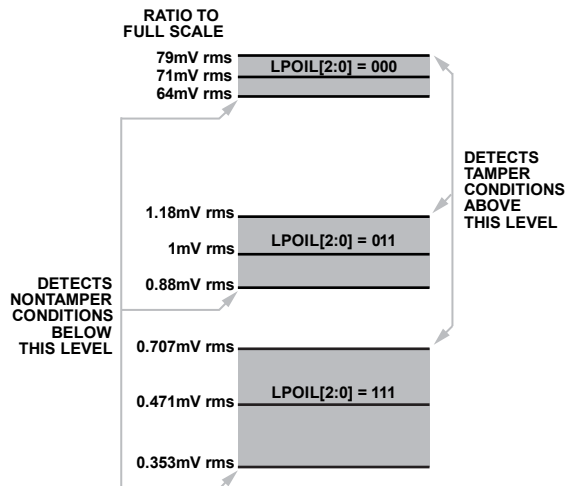 RATIO TO
FULL SCALE
79mV rms
LPOIL[2:0] = 000
71mV rms
64mV rms
DETECTS
TAMPER
CONDITIONS
ABOVE
THIS LEVEL
1.18mV rms
LPOIL[2:0] = 011
1mV rms
0.88mV rms
DETECTS
NONTAMPER
CONDITIONS
BELOW
THIS LEVEL
0.707mV rms
LPOIL[2:0] = 111
0.471mV rms
0.353mV rms